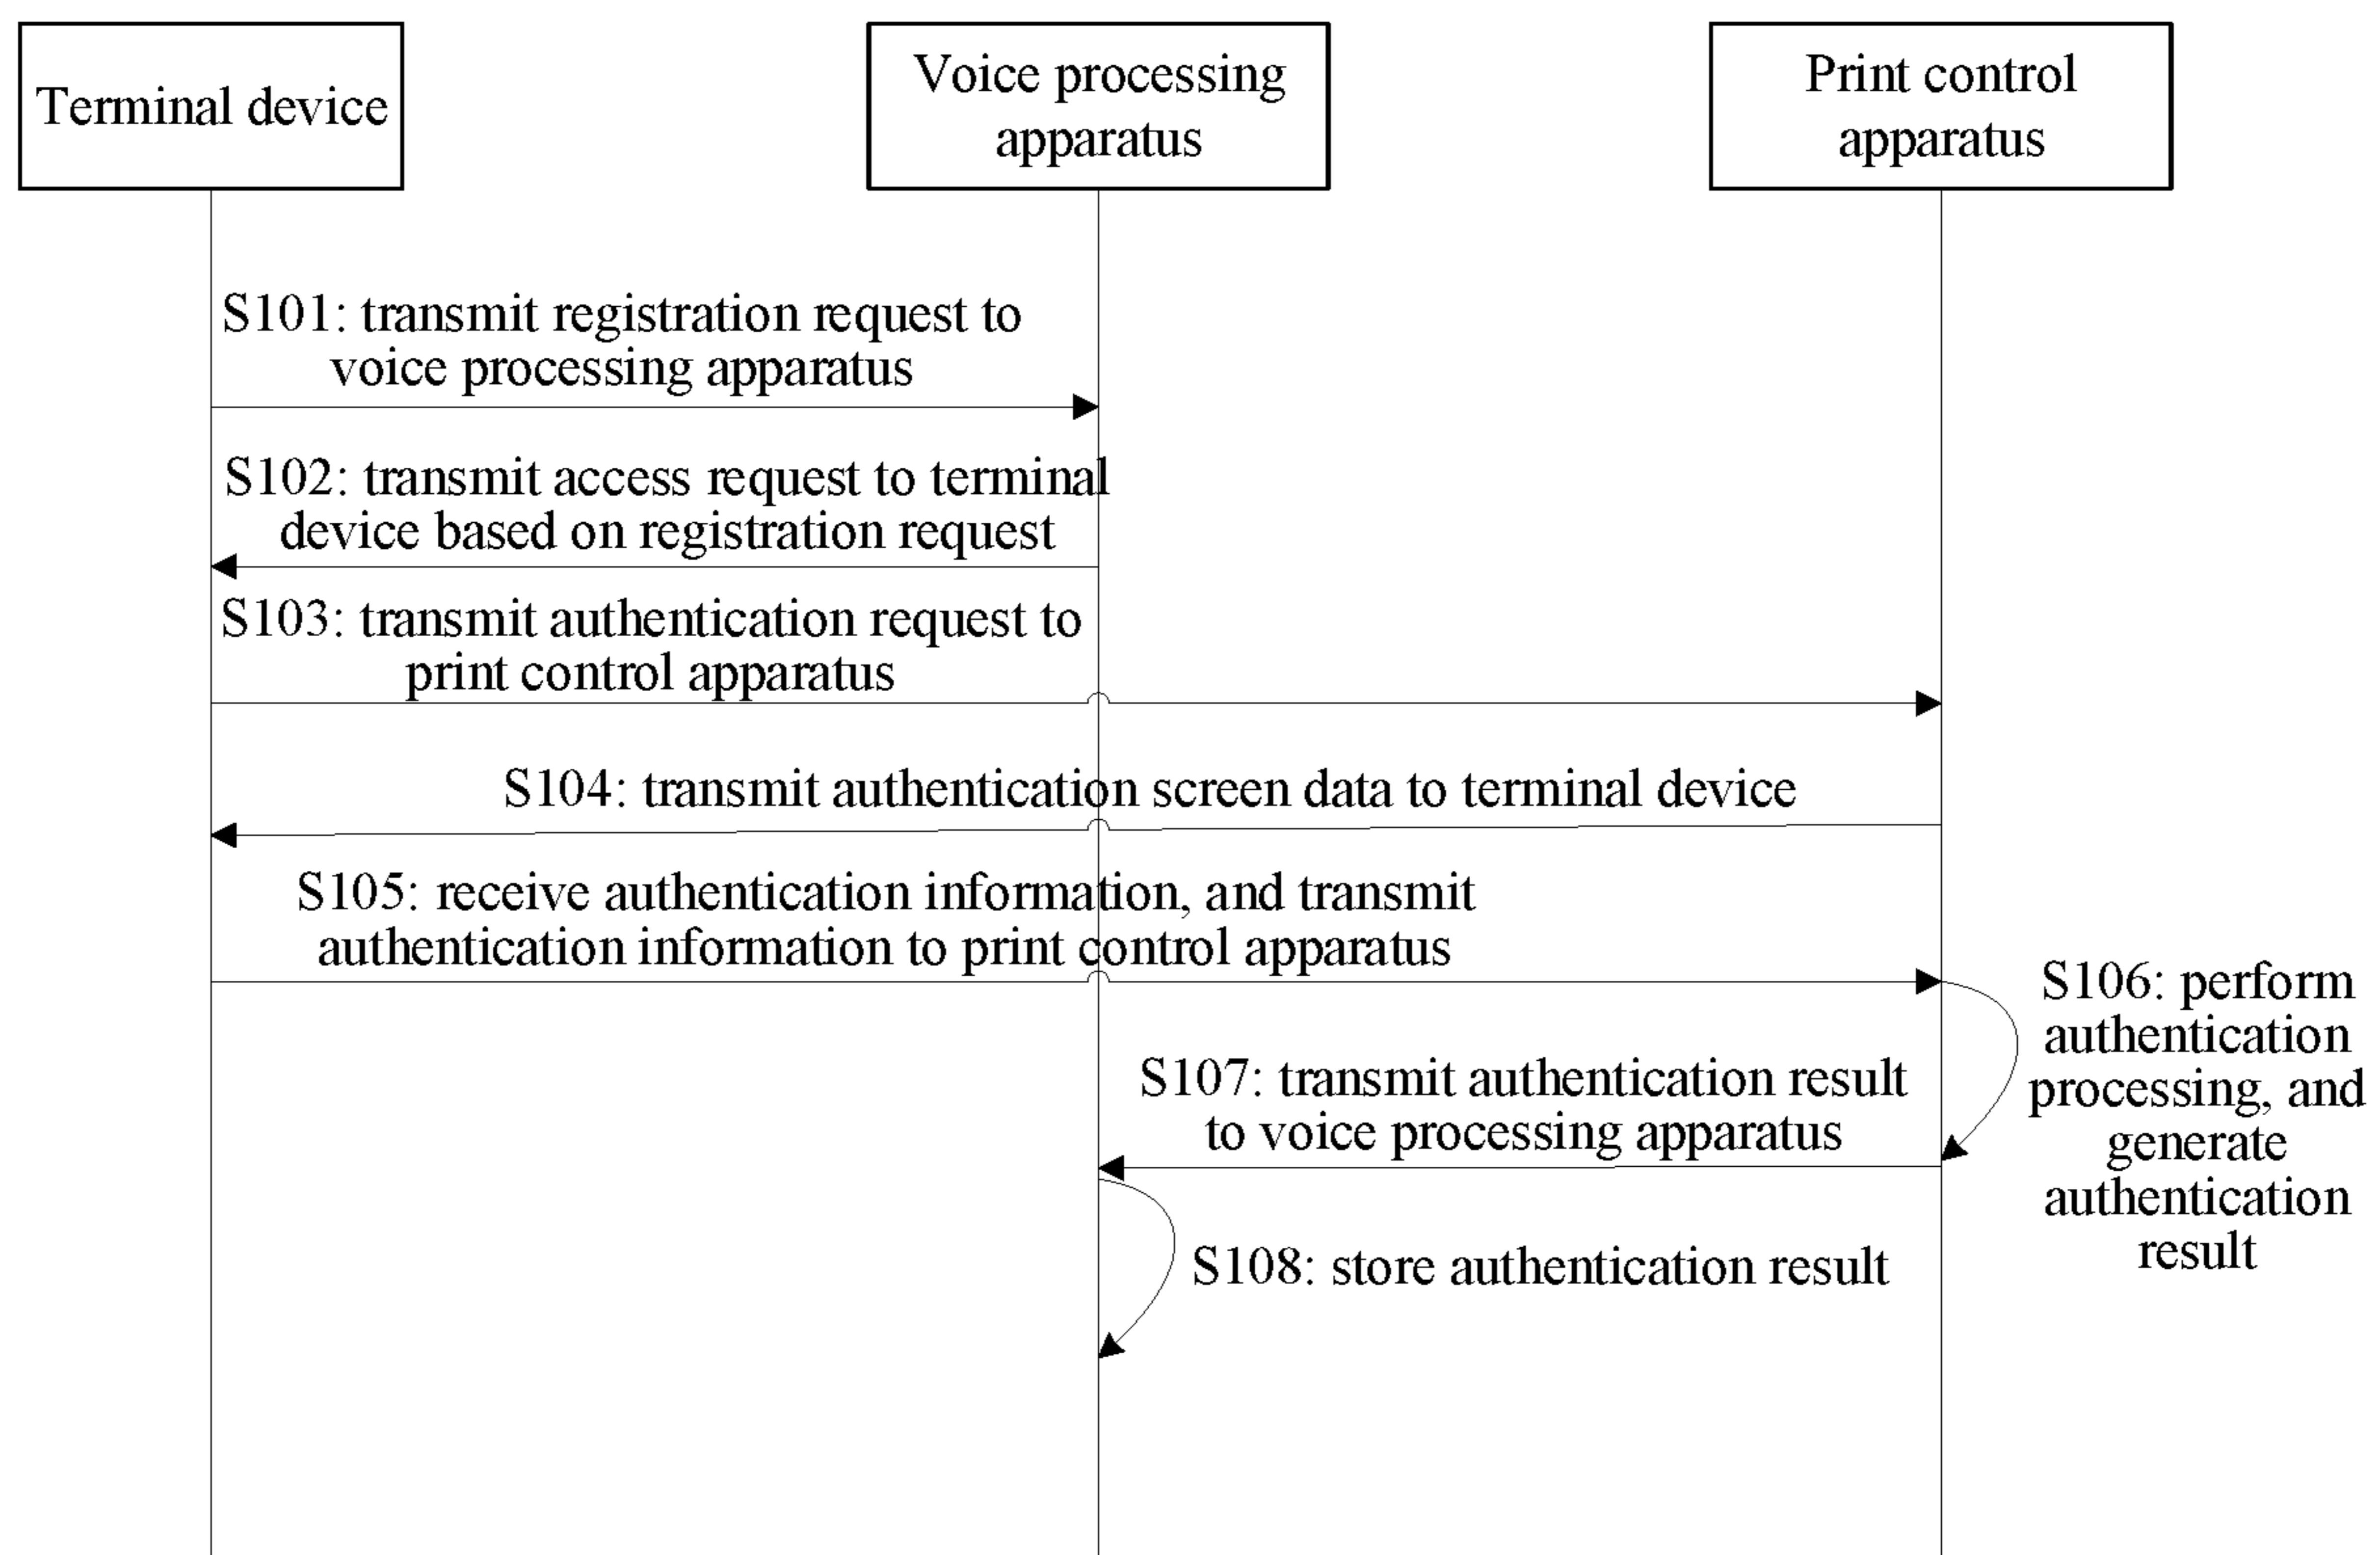 Terminal device
Voice processing
apparatus
Print control
apparatus
S101: transmit registration request to
voice processing apparatus
S102: transmit access request to terminal
device based on registration request
S103: transmit authentication request to
print control apparatus
S104: transmit authentication screen data to terminal device
S105: receive authentication information, and transmit
authentication information to print control apparatus
S106: perform
authentication
processing, and
generate
authentication
result
S107: transmit authentication result
to voice processing apparatus
S108: store authentication result